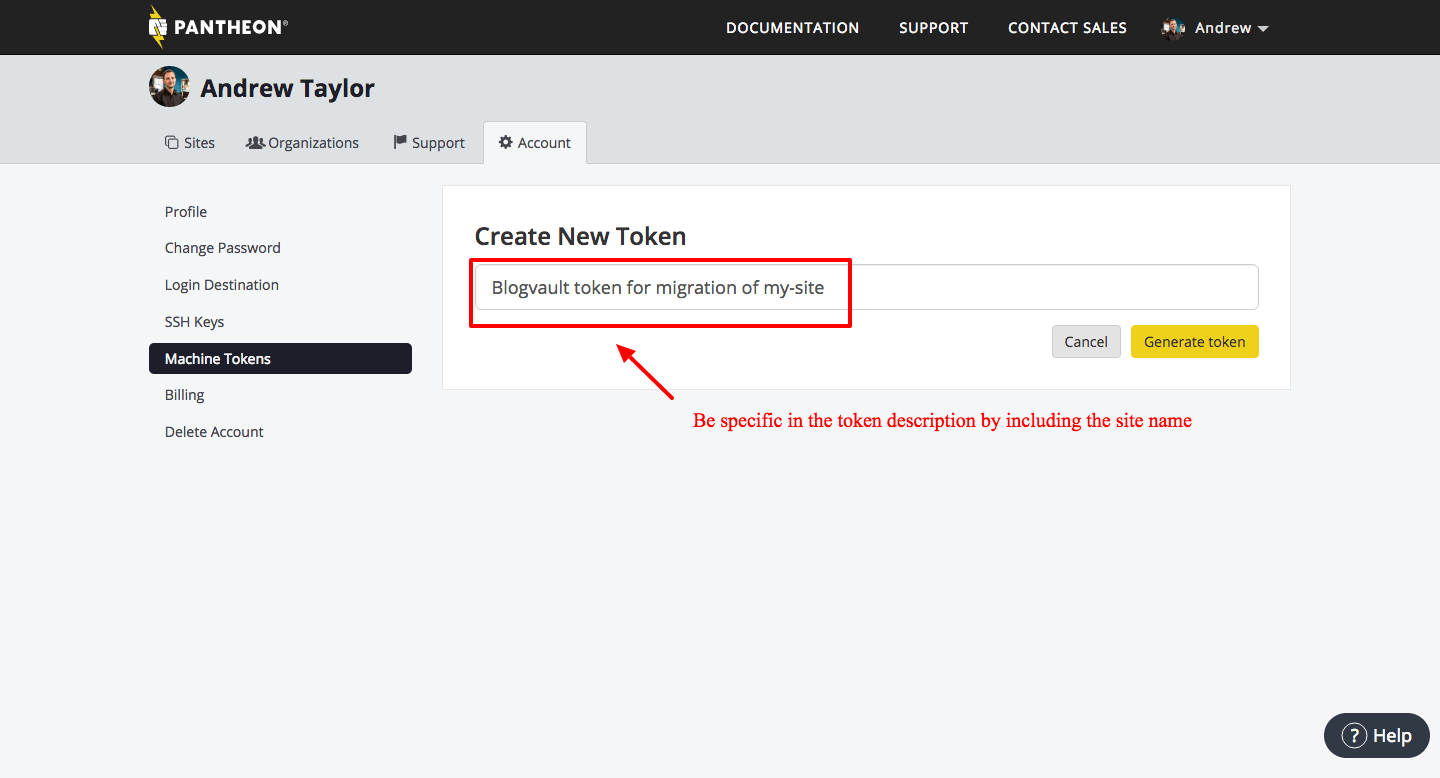 PANTHEON®
DOCUMENTATION
SUPPORT
CONTACT SALES
Andrew
Andrew Taylor
Sites
Organizations
Support
Account
Profile
Change Password
Login Destination
SSH Keys
Machine Tokens
Billing
Delete Account
Create New Token
Blogvault token for migration of my-site
Cancel
Generate token
Be specific in the token description by including the site name
? Help